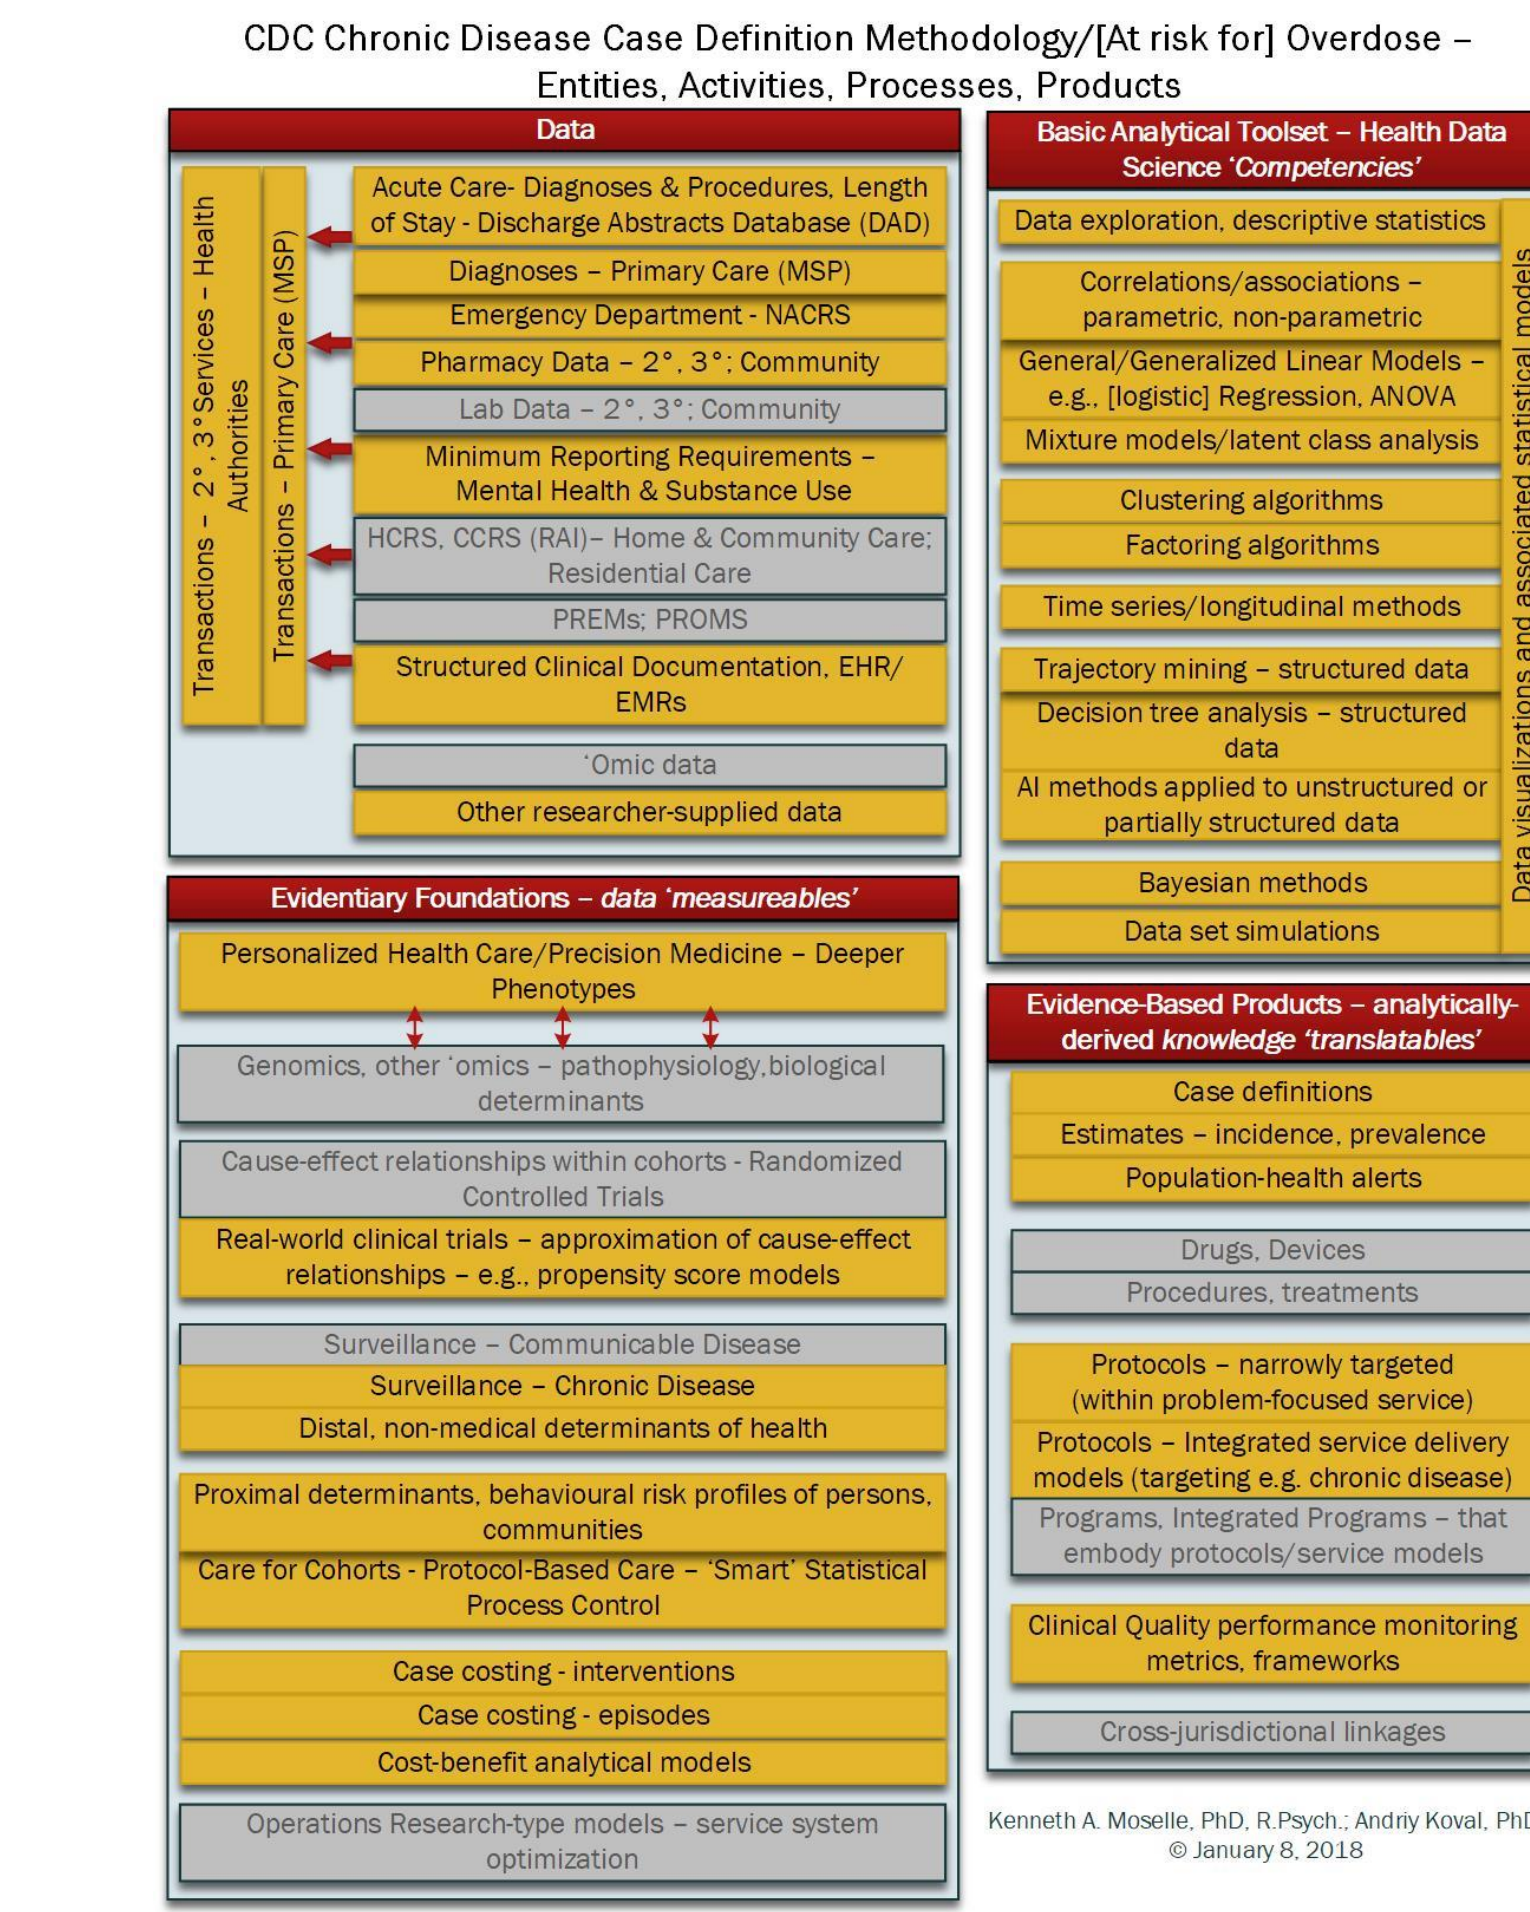 CDC Chronic Disease Case Definition Methodology/[At risk for] Overdose –
Entities, Activities, Processes, Products
Data
Transactions – 2°, 3° Services – Health
Authorities
Transactions – Primary Care (MSP)
Acute Care- Diagnoses & Procedures, Length
of Stay - Discharge Abstracts Database (DAD)
Diagnoses – Primary Care (MSP)
Emergency Department - NACRS
Pharmacy Data – 2°, 3°; Community
Lab Data – 2°, 3°; Community
Minimum Reporting Requirements –
Mental Health & Substance Use
HCRS, CCRS (RAI)– Home & Community Care;
Residential Care
PREMs; PROMS
Structured Clinical Documentation, EHR/
EMRs
‘Omic data
Other researcher-supplied data
Evidentiary Foundations – data ‘measureables’
Personalized Health Care/Precision Medicine – Deeper
Phenotypes
Genomics, other ‘omics – pathophysiology,biological
determinants
Cause-effect relationships within cohorts - Randomized
Controlled Trials
Real-world clinical trials – approximation of cause-effect
relationships – e.g., propensity score models
Surveillance – Communicable Disease
Surveillance – Chronic Disease
Distal, non-medical determinants of health
Proximal determinants, behavioural risk profiles of persons,
communities
Care for Cohorts - Protocol-Based Care – ‘Smart’ Statistical
Process Control
Case costing - interventions
Case costing - episodes
Cost-benefit analytical models
Operations Research-type models – service system
optimization
Basic Analytical Toolset – Health Data
Science ‘Competencies’
Data exploration, descriptive statistics
Correlations/associations –
parametric, non-parametric
General/Generalized Linear Models –
e.g., [logistic] Regression, ANOVA
Mixture models/latent class analysis
Clustering algorithms
Factoring algorithms
Time series/longitudinal methods
Trajectory mining – structured data
Decision tree analysis – structured
data
AI methods applied to unstructured or
partially structured data
Bayesian methods
Data set simulations
Data visualizations and associated statistical models
Evidence-Based Products – analytically-
derived knowledge ‘translatables’
Case definitions
Estimates – incidence, prevalence
Population-health alerts
Drugs, Devices
Procedures, treatments
Protocols – narrowly targeted
(within problem-focused service)
Protocols – Integrated service delivery
models (targeting e.g. chronic disease)
Programs, Integrated Programs – that
embody protocols/service models
Clinical Quality performance monitoring
metrics, frameworks
Cross-jurisdictional linkages
Kenneth A. Moselle, PhD, R.Psych.; Andriy Koval, PhD
© January 8, 2018